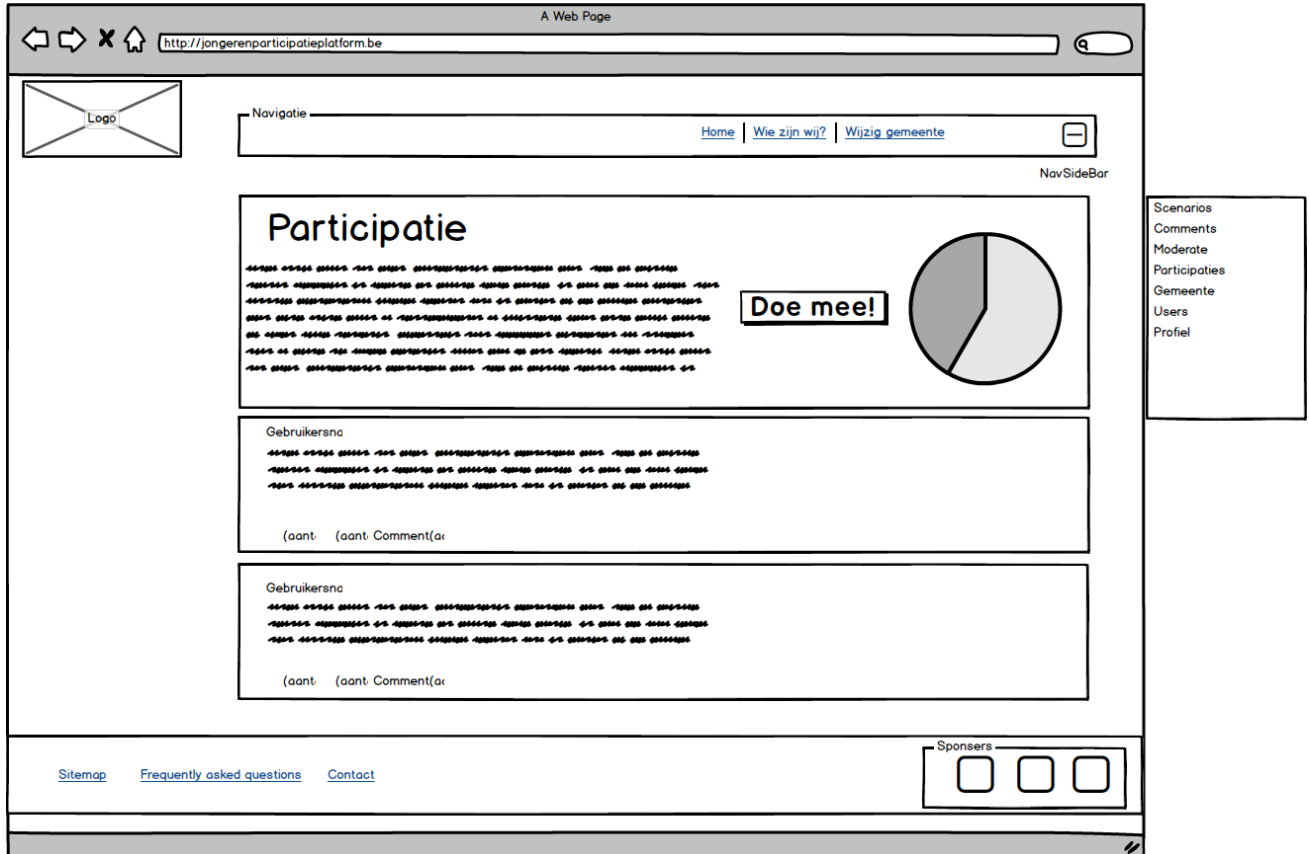 A Web Page
http://jongerenparticipatieplatform.be
Logo
Navigatie
Home | Wie zijn wij? | Wijzig gemeente
NavSideBar
Participatie
Doe mee!
Scenarios
Comments
Moderate
Participaties
Gemeente
Users
Profiel
Gebruikersna
(aant (aant Comment(aa
Gebruikersna
(aant (aant Comment(aa
Sponsers
Sitemap Frequently asked questions Contact